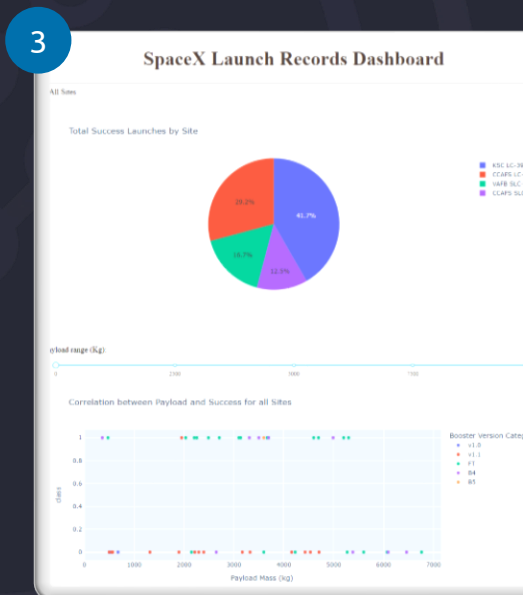 3
SpaceX Launch Records Dashboard
All Sites
Total Success Launches by Site
KSC LC-39
CCAFS LC-
VAFB SLC-
CCAFS SLC
29.2%
41.7%
16.7%
12.5%
yload range (Kg)
0 2500 5000 7500
Correlation between Payload and Success for all Sites
Booster Version Categ
v1.0
v1.1
FT
B4
B5
1
0.8
0.6
0.4
0.2
0
class
0 1000 2000 3000 4000 5000 6000 7000
Payload Mass (kg)